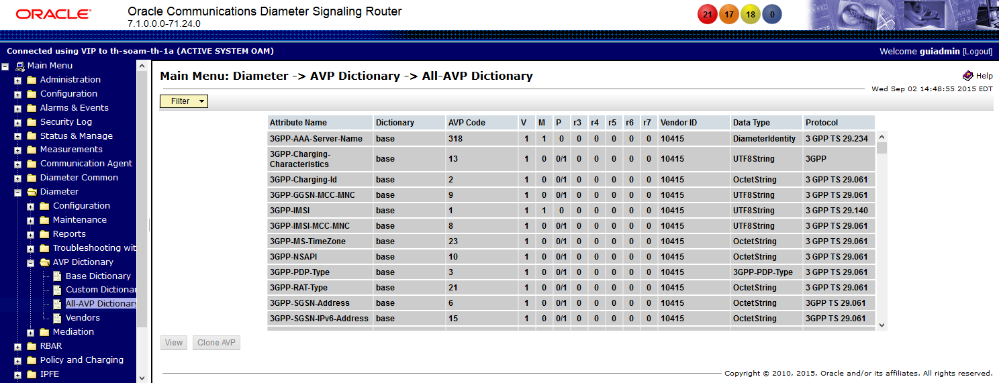 ORACLE®
Oracle Communications Diameter Signaling Router
7.1.0.0.0-71.24.0
21 17 18 0
Connected using VIP to th-soam-th-1a (ACTIVE SYSTEM OAM)
Welcome guiadmin [Logout]
Main Menu
Administration
Configuration
Alarms & Events
Security Log
Status & Manage
Measurements
Communication Agent
Diameter Common
Diameter
Configuration
Maintenance
Reports
Troubleshooting wit
AVP Dictionary
Base Dictionary
Custom Dictionar
All-AVP Dictionary
Vendors
Mediation
RBAR
Policy and Charging
IPFE
Main Menu: Diameter -> AVP Dictionary -> All-AVP Dictionary
Help
Wed Sep 02 14:48:55 2015 EDT
Filter
Attribute Name Dictionary AVP Code V M P r3 r4 r5 r6 r7 Vendor ID Data Type Protocol
3GPP-AAA-Server-Name base 318 1 1 0 0 0 0 0 0 10415 DiameterIdentity 3 GPP TS 29.234
3GPP-Charging-
Characteristics base 13 1 0 0/1 0 0 0 0 0 10415 UTF8String 3GPP
3GPP-Charging-Id base 2 1 0 0/1 0 0 0 0 0 10415 OctetString 3 GPP TS 29.061
3GPP-GGSN-MCC-MNC base 9 1 0 0/1 0 0 0 0 0 10415 UTF8String 3 GPP TS 29.061
3GPP-IMSI base 1 1 1 0 0 0 0 0 0 10415 UTF8String 3 GPP TS 29.140
3GPP-IMSI-MCC-MNC base 8 1 0 0/1 0 0 0 0 0 10415 UTF8String 3 GPP TS 29.061
3GPP-MS-TimeZone base 23 1 0 0/1 0 0 0 0 0 10415 OctetString 3 GPP TS 29.061
3GPP-NSAPI base 10 1 0 0/1 0 0 0 0 0 10415 OctetString 3 GPP TS 29.061
3GPP-PDP-Type base 3 1 0 0/1 0 0 0 0 0 10415 3GPP-PDP-Type 3 GPP TS 29.061
3GPP-RAT-Type base 21 1 0 0/1 0 0 0 0 0 10415 OctetString 3 GPP TS 29.061
3GPP-SGSN-Address base 6 1 0 0/1 0 0 0 0 0 10415 OctetString 3GPP TS 29.061
3GPP-SGSN-IPv6-Address base 15 1 0 0/1 0 0 0 0 0 10415 OctetString 3GPP TS 29.061
View Clone AVP
Copyright © 2010, 2015, Oracle and/or its affiliates. All rights reserved.